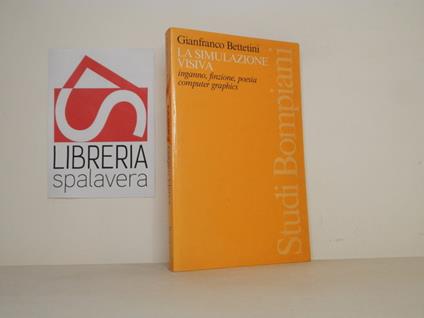 Gianfranco Bettetini
LA SIMULAZIONE
VISIVA
inganno, finzione, poesia
computer graphics
Studi Bompiani
LIBRERIA
spalavera